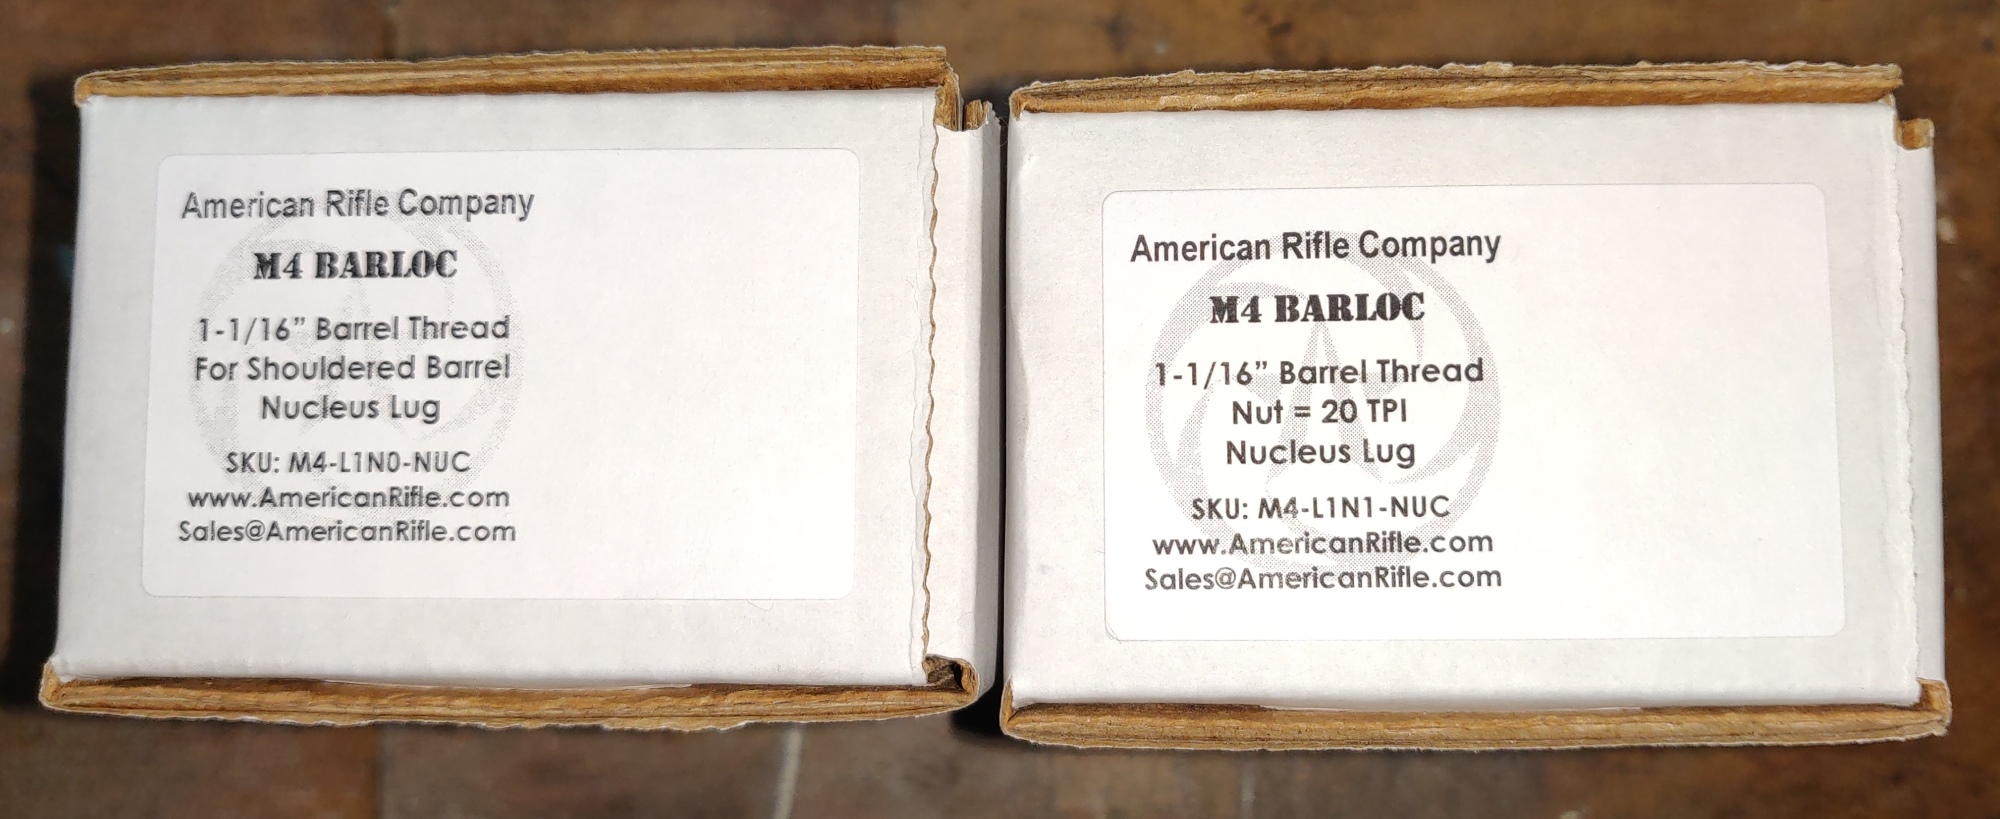 American Rifle Company
M4 BARLOC
1-1/16” Barrel Thread
For Shouldered Barrel
Nucleus Lug
SKU: M4-L1N0-NUC
www.AmericanRifle.com
Sales@AmericanRifle.com
American Rifle Company
M4 BARLOC
1-1/16” Barrel Thread
Nut = 20 TPI
Nucleus Lug
SKU: M4-L1N1-NUC
www.AmericanRifle.com
Sales@AmericanRifle.com